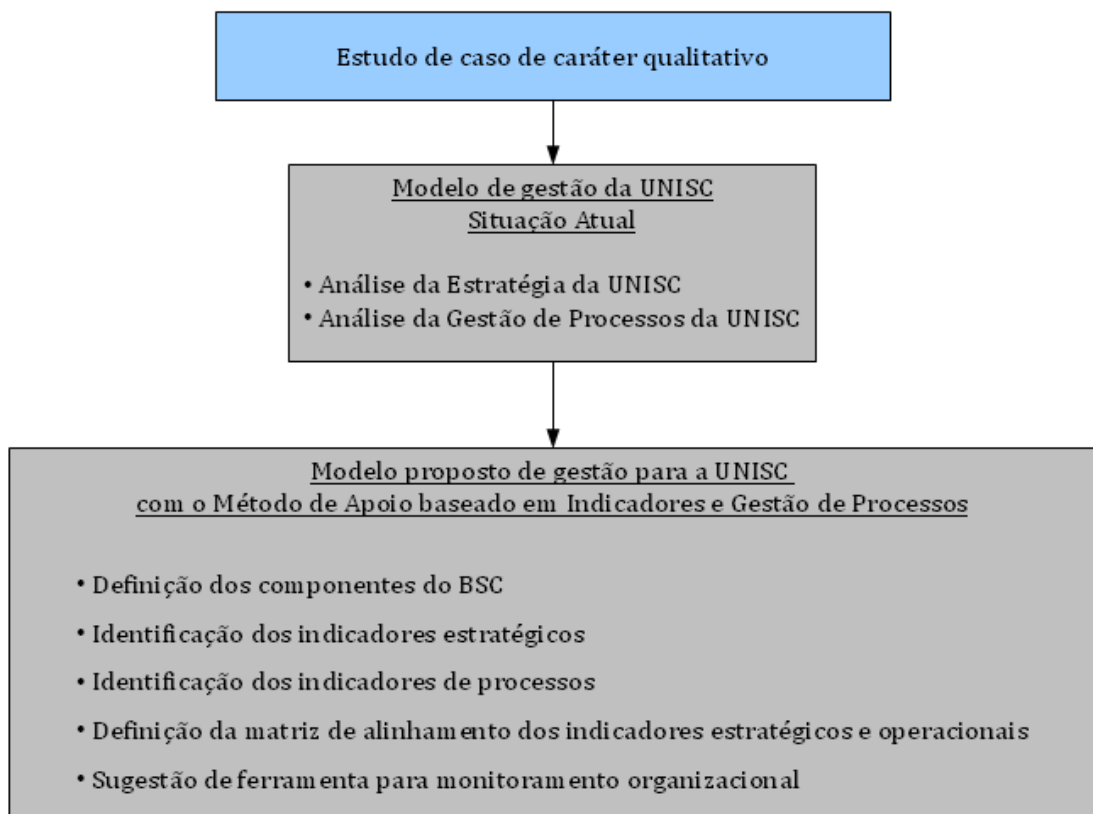 Estudo de caso de caráter qualitativo
Modelo de gestão da UNISC
Situação Atual
• Análise da Estratégia da UNISC
• Análise da Gestão de Processos da UNISC
Modelo proposto de gestão para a UNISC
com o Método de Apoio baseado em Indicadores e Gestão de Processos
• Definição dos componentes do BSC
• Identificação dos indicadores estratégicos
• Identificação dos indicadores de processos
• Definição da matriz de alinhamento dos indicadores estratégicos e operacionais
• Sugestão de ferramenta para monitoramento organizacional